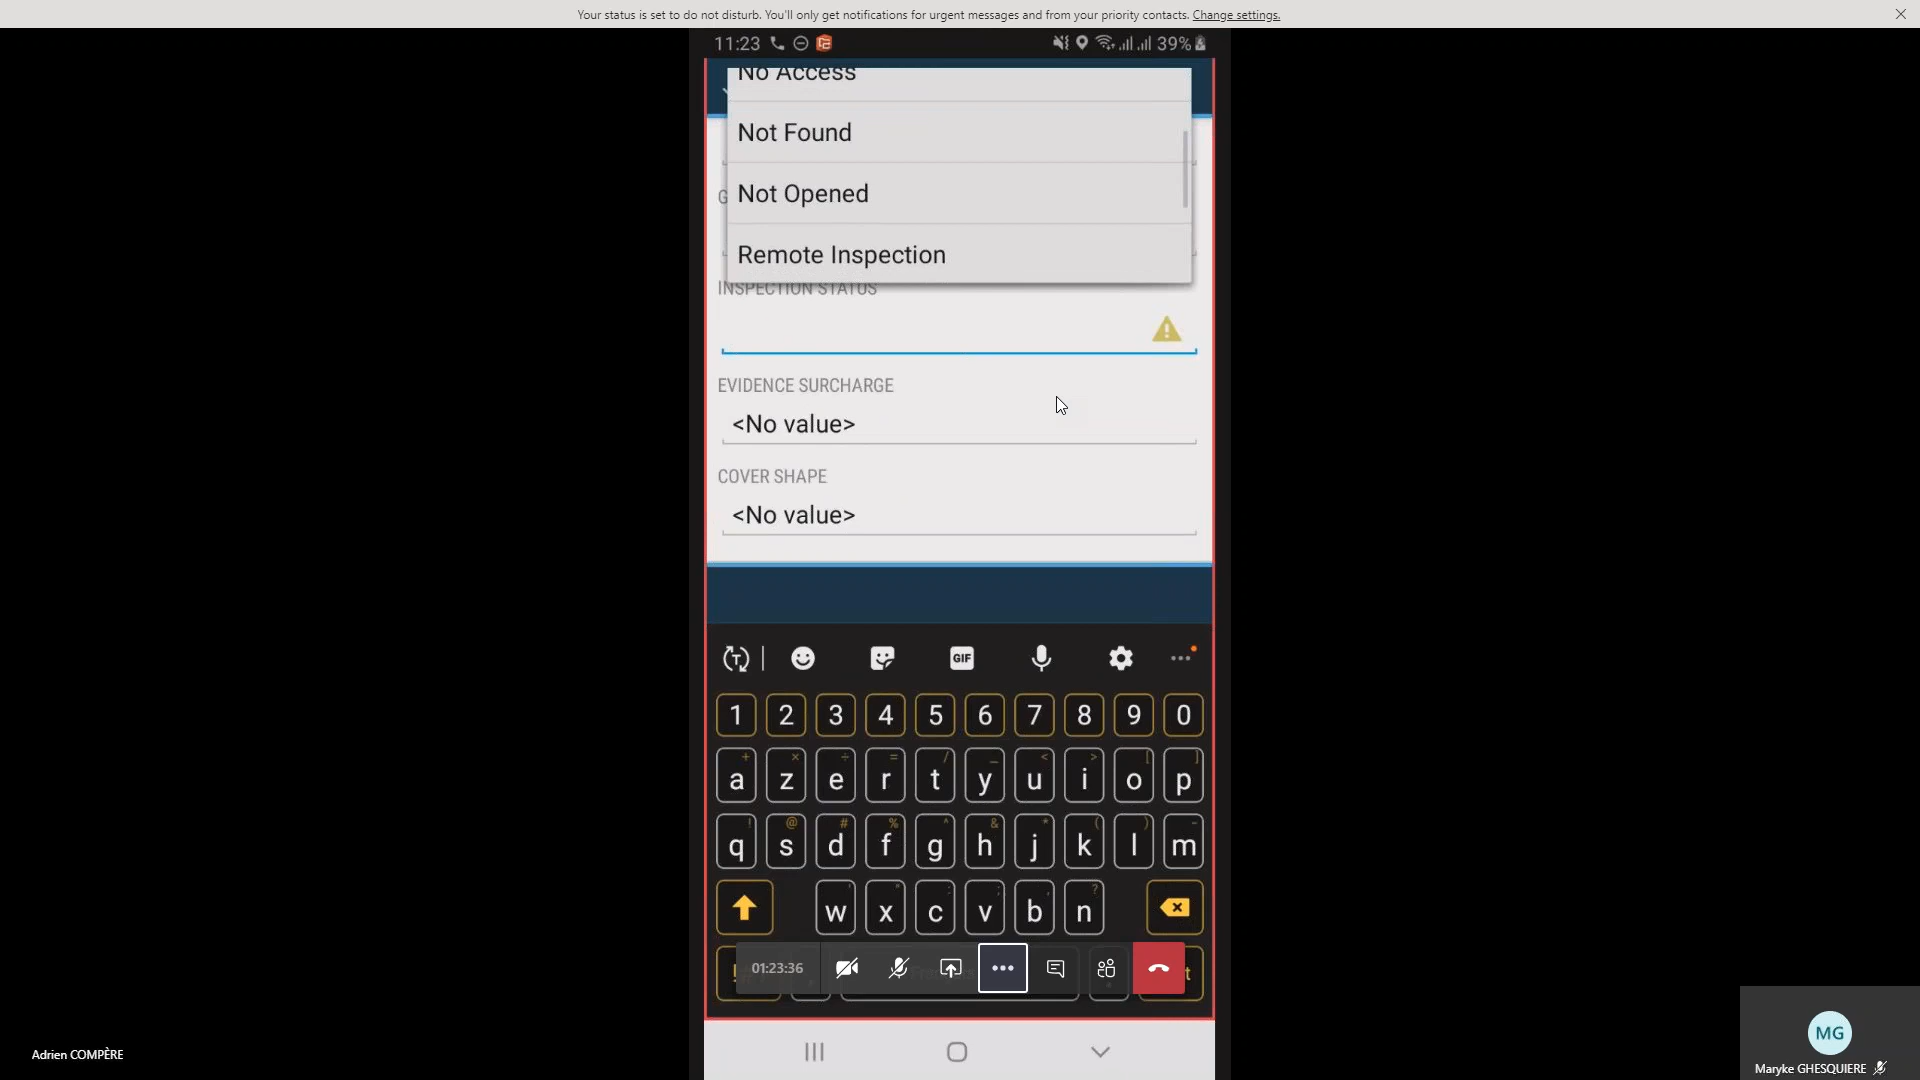 Your status is set to do not disturb. You'll only get notifications for urgent messages and from your priority contacts. Change settings.
11:23
39%
No Access
Not Found
Not Opened
Remote Inspection
INSPECTION STATUS
EVIDENCE SURCHARGE
<No value>
COVER SHAPE
<No value>
GIF
1 2 3 4 5 6 7 8 9 0
a z e r t y u i o p
q s d f g h j k l m
w x c v b n
01:23:36
Adrien COMPÈRE
MG
Maryke GHESQUIERE